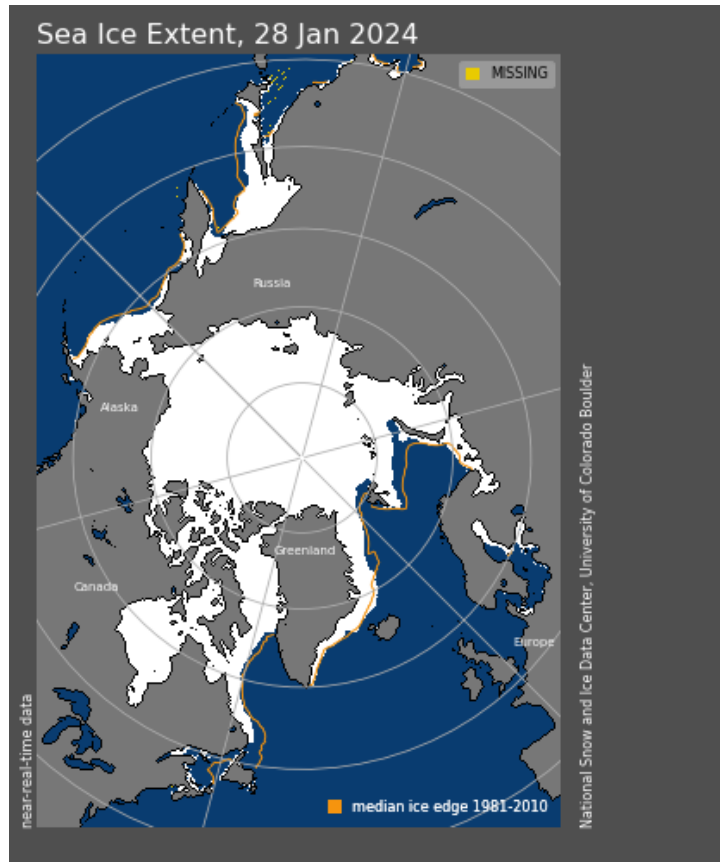 Sea Ice Extent, 28 Jan 2024
MISSING
Russia
Alaska
Greenland
Canada
Europe
median ice edge 1981-2010
near-real-time data
National Snow and Ice Data Center, University of Colorado Boulder